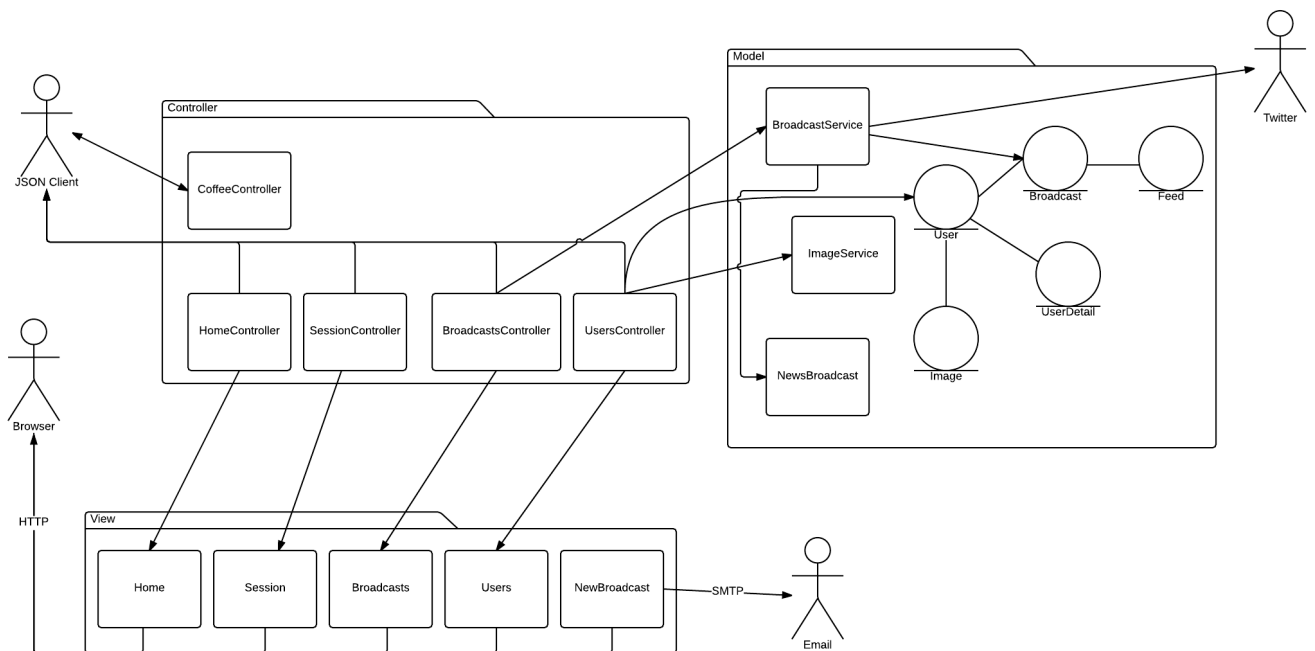 Model
Twitter
Controller
BroadcastService
JSON Client
CoffeeController
Broadcast
Feed
User
ImageService
UserDetail
HomeController
SessionController
BroadcastsController
UsersController
NewsBroadcast
Image
Browser
HTTP
View
Home
Session
Broadcasts
Users
NewBroadcast
SMTP
Email